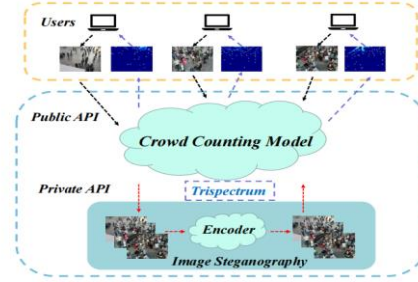 Users
Public API
Crowd Counting Model
Private API
Trispectrum
Encoder
Image Steganography